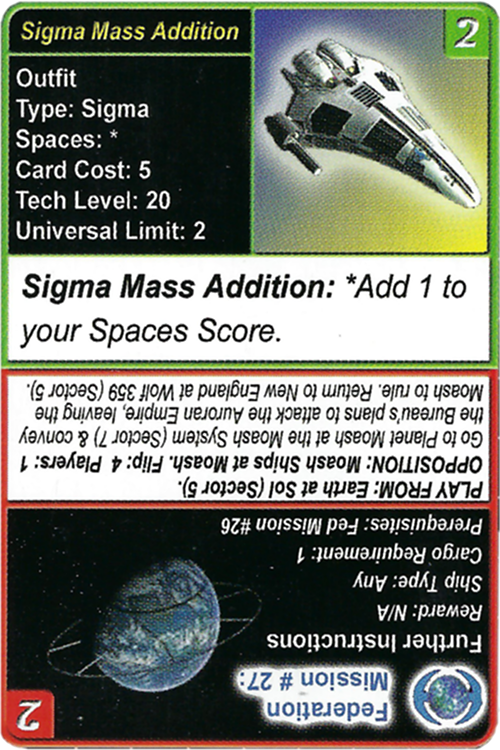 Sigma Mass Addition
2
Outfit
Type: Sigma
Spaces: *
Card Cost: 5
Tech Level: 20
Universal Limit: 2
Sigma Mass Addition: *Add 1 to
your Spaces Score.
Federation
Mission # 27:
2
Further Instructions
Reward: N/A
Ship Type: Any
Cargo Requirement: 1
Prerequisites: Fed Mission #26
PLAY FROM: Earth at Sol (Sector 5).
OPPOSITION: Moash Ships at Moash. Flip: 4 Players: 1
Go to Planet Moash at the Moash System (Sector 7) & convey
the Bureau's plans to attack the Auroran Empire, leaving the
Moash to rule. Return to New England at Wolf 359 (Sector 5).